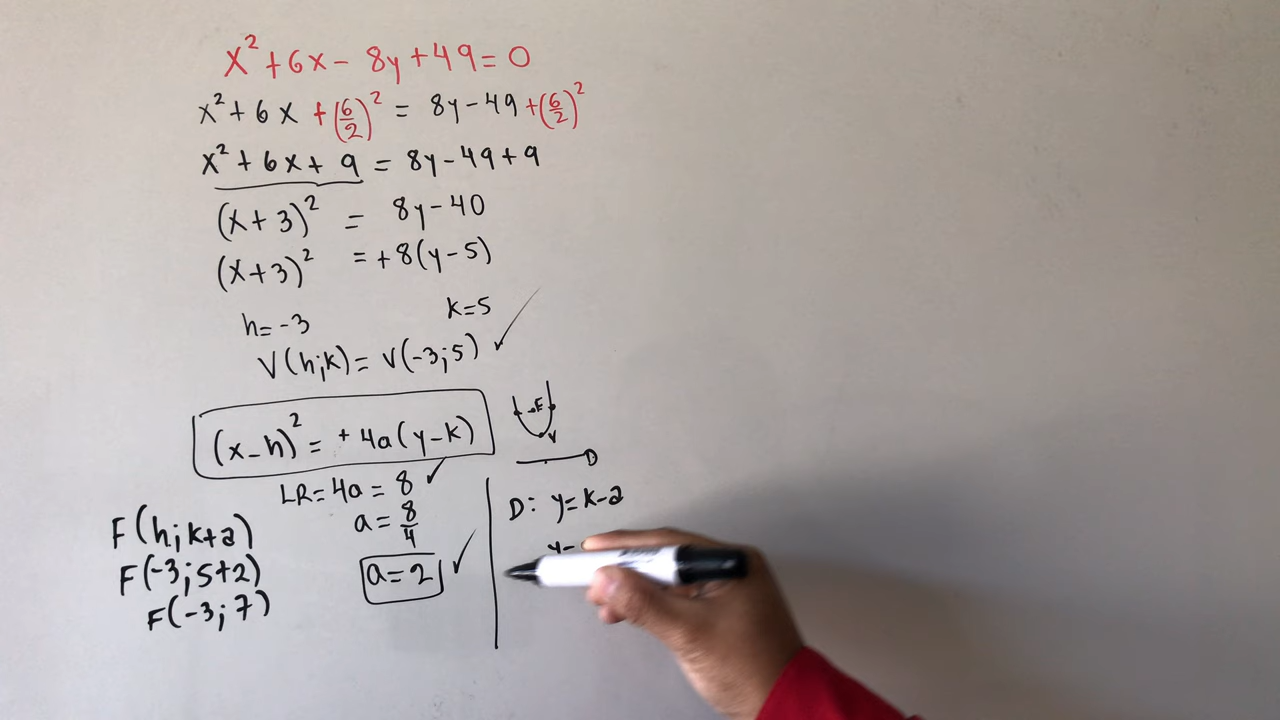 x² + 6x - 8y + 49 = 0
x² + 6x + (6/2)² = 8y - 49 + (6/2)²
x² + 6x + 9 = 8y - 49 + 9
(x + 3)² = 8y - 40
(x + 3)² = + 8(y - 5)
h = -3
k = 5
V(h;k) = V(-3;5)
(x - h)² = + 4a(y - k)
F
V
D
LR = 4a = 8
a = 8/4
a = 2
F(h;k+a)
F(-3;5+2)
F(-3;7)
D: y = k - a